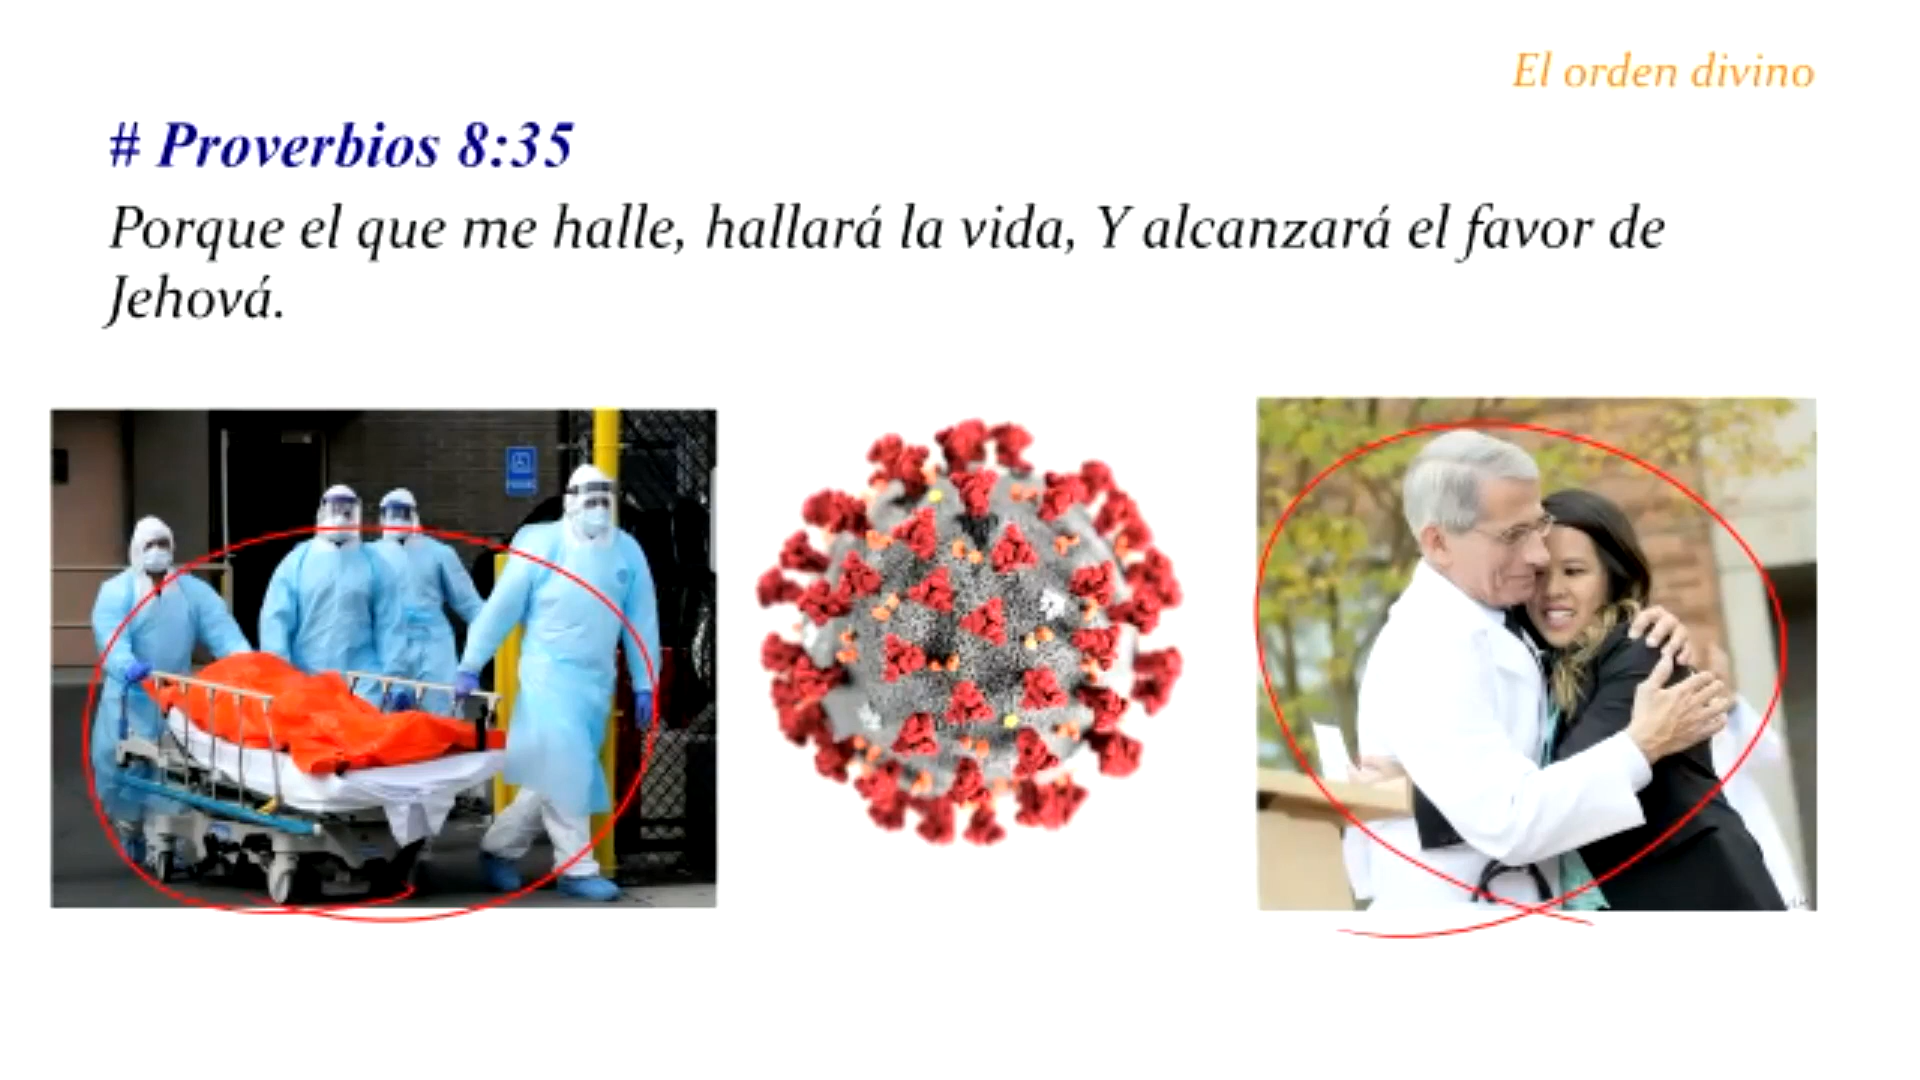 El orden divino
# Proverbios 8:35
Porque el que me halle, hallará la vida, Y alcanzará el favor de
Jehová.